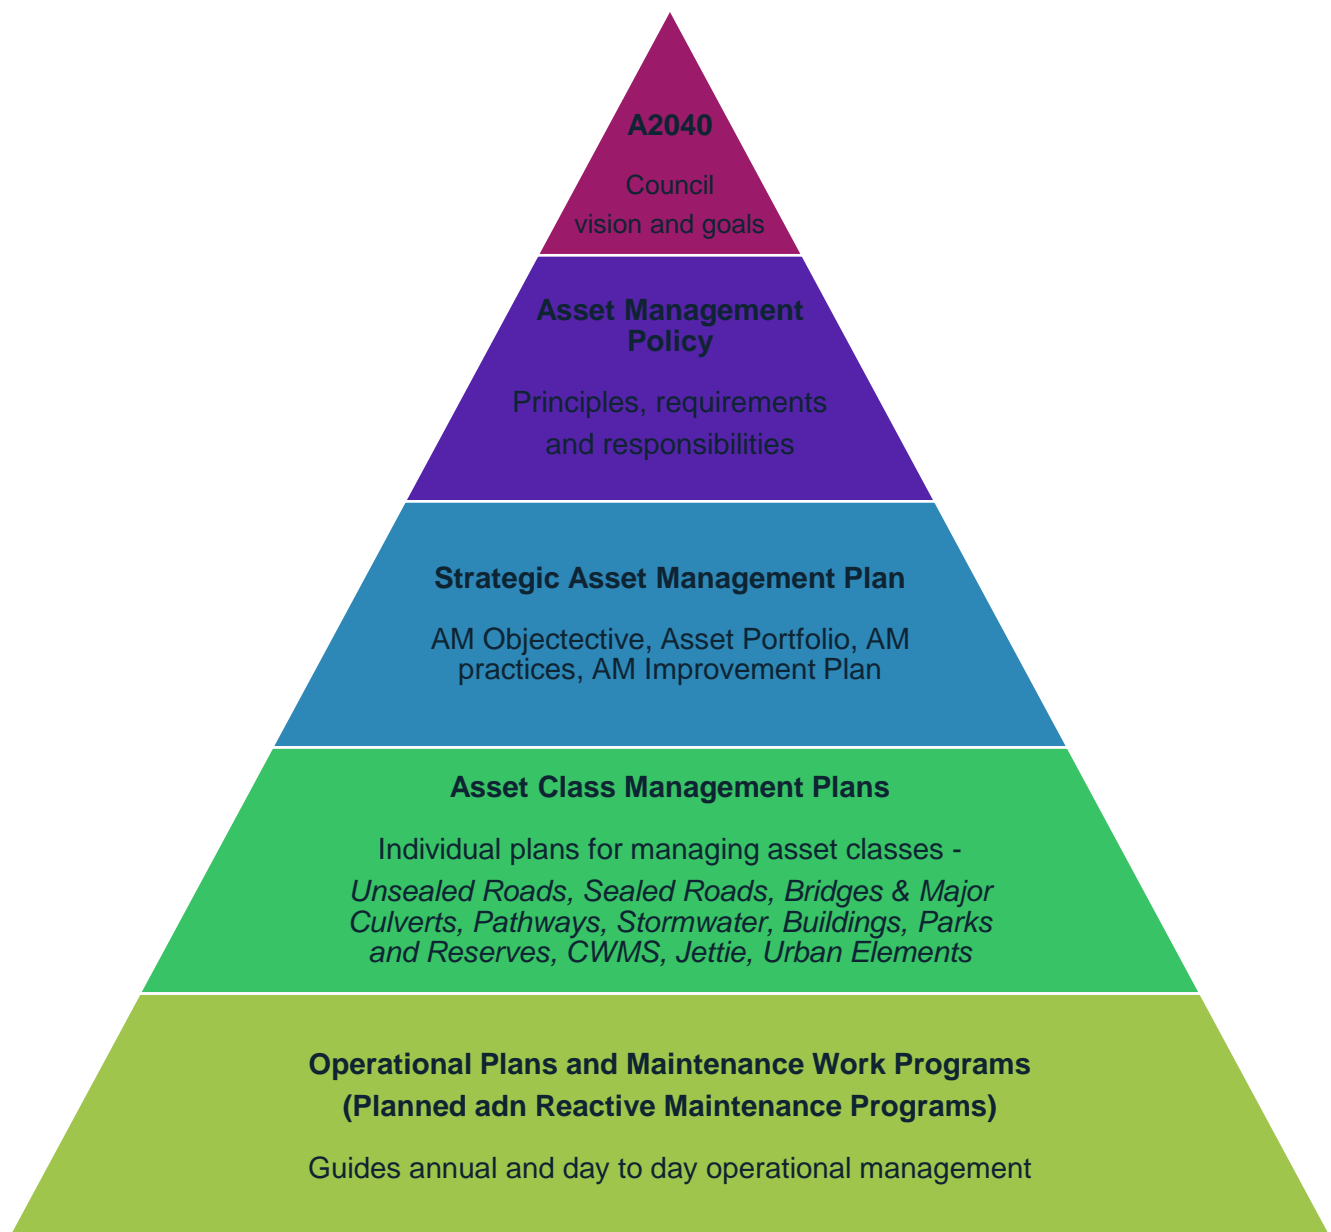 A2040
Council
vision and goals
Asset Management
Policy
Principles, requirements
and responsibilities
Strategic Asset Management Plan
AM Objectective, Asset Portfolio, AM
practices, AM Improvement Plan
Asset Class Management Plans
Individual plans for managing asset classes -
Unsealed Roads, Sealed Roads, Bridges & Major
Culverts, Pathways, Stormwater, Buildings, Parks
and Reserves, CWMS, Jettie, Urban Elements
Operational Plans and Maintenance Work Programs
(Planned adn Reactive Maintenance Programs)
Guides annual and day to day operational management